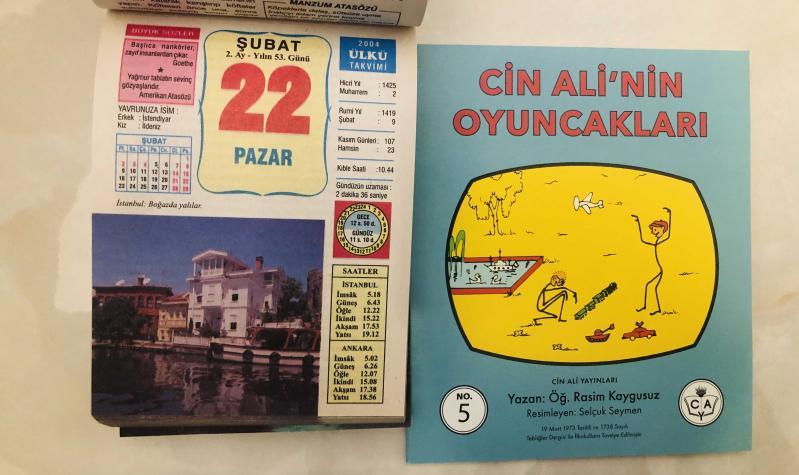 MANZUM ATASÖZÜ
BÜYÜK SÖZLER
Başlıca nankörler,
zayıf insanlardan çıkar.
Goethe
Yağmur tabiatın sevinç
gözyaşlarıdır.
Amerikan Atasözü
YAVRUNUZA İSİM :
Erkek : İstendiyar
Kız : İldeniz
ŞUBAT
ŞUBAT
2. Ay - Yılın 53. Günü
22
PAZAR
2004
ÜLKÜ
TAKVİMİ
Hicri Yıl : 1425
Muharrem : 2
Rumi Yıl : 1419
Şubat : 9
Kasım Günleri : 107
Hamsin : 23
Kıble Saati : 10.44
Gündüzün uzaması :
2 dakika 36 saniye
İstanbul: Boğazda yalılar.
GECE
12 s. 50 d.
GÜNDÜZ
11 s. 10 d.
SAATLER
İSTANBUL
İmsâk 5.18
Güneş 6.43
Öğle 12.22
İkindi 15.22
Akşam 17.53
Yatsı 19.12
ANKARA
İmsâk 5.02
Güneş 6.26
Öğle 12.07
İkindi 15.08
Akşam 17.38
Yatsı 18.56
CİN ALİ'NİN
OYUNCAKLARI
CİN ALİ YAYINLARI
NO.
5
Yazan: Öğ. Rasim Kaygusuz
Resimleyen: Selçuk Seymen
19 Mart 1973 Tarihli ve 1738 Sayılı
Tebliğler Dergisi ile İlkokullara Tavsiye Edilmiştir
C A